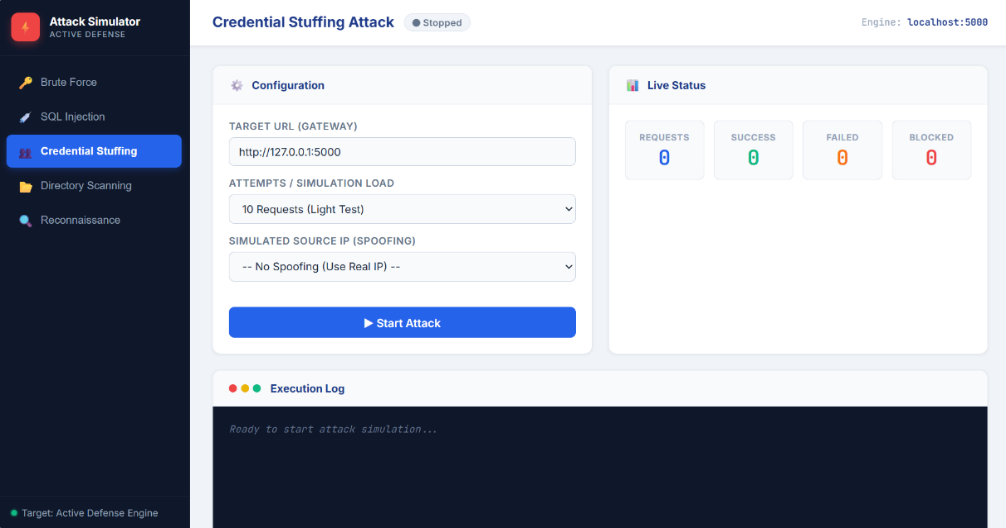 Attack Simulator
ACTIVE DEFENSE
Brute Force
SQL Injection
Credential Stuffing
Directory Scanning
Reconnaissance
Target: Active Defense Engine
Credential Stuffing Attack
Stopped
Engine: localhost:5000
Configuration
TARGET URL (GATEWAY)
http://127.0.0.1:5000
ATTEMPTS / SIMULATION LOAD
10 Requests (Light Test)
SIMULATED SOURCE IP (SPOOFING)
-- No Spoofing (Use Real IP) --
Start Attack
Live Status
REQUESTS SUCCESS FAILED BLOCKED
0 0 0 0
Execution Log
Ready to start attack simulation...